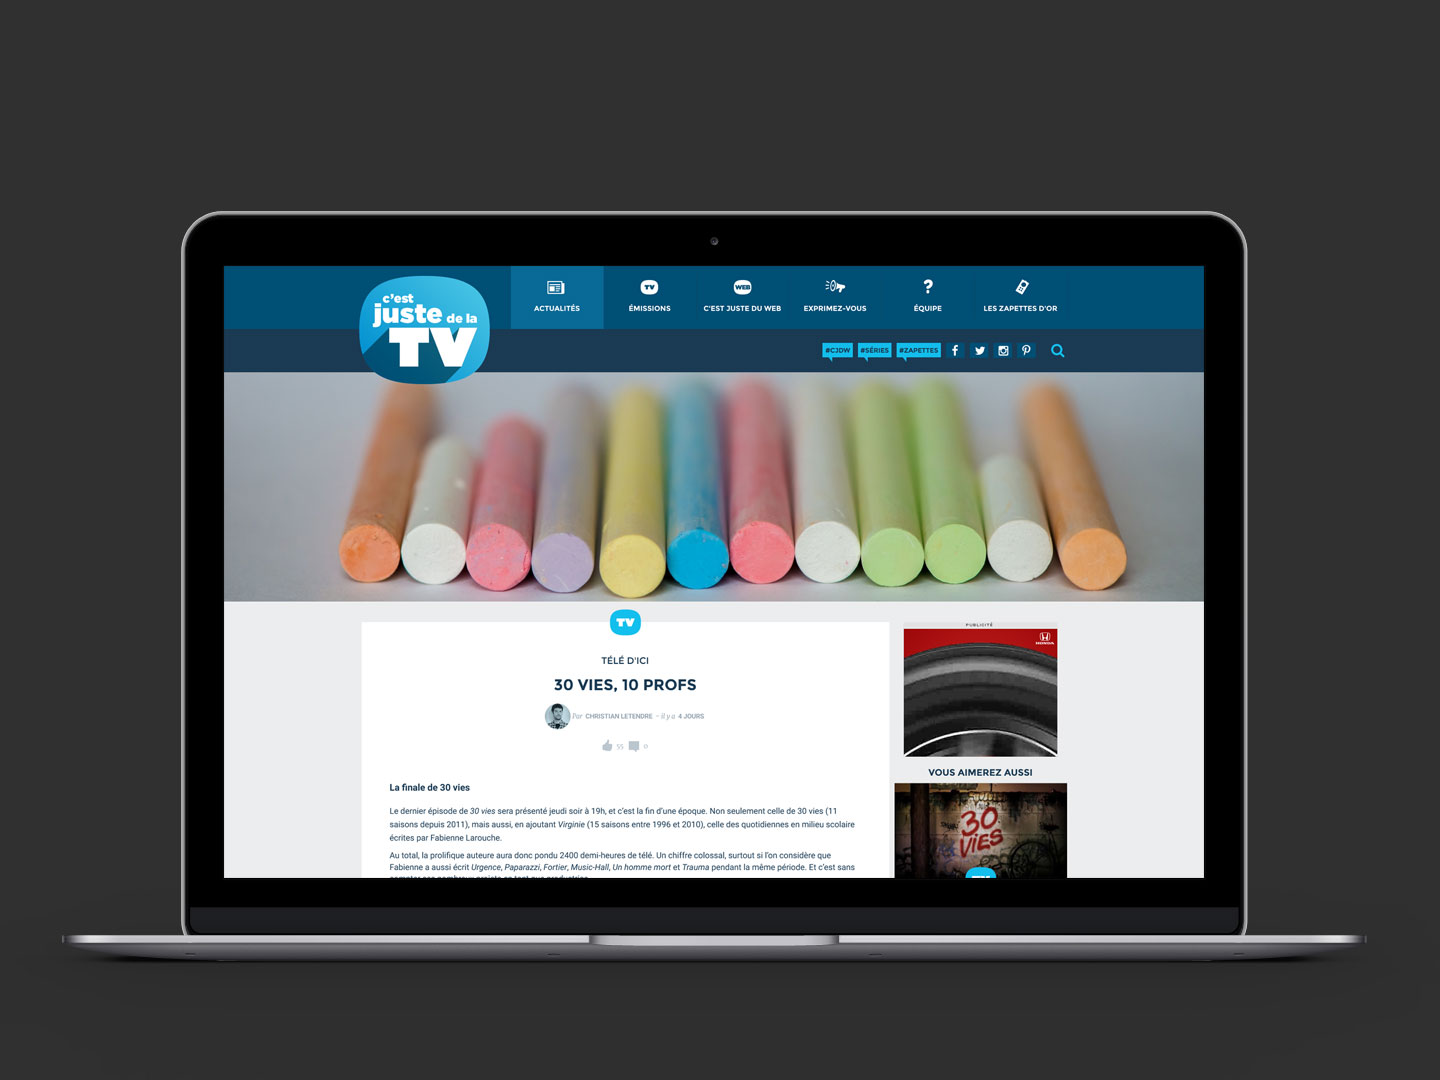 c'est
juste de la
TV
ACTUALITÉS
TV
ÉMISSIONS
WEB
C'EST JUSTE DU WEB
EXPRIMEZ-VOUS
?
ÉQUIPE
LES ZAPETTES D'OR
#CJDW
#SÉRIES
#ZAPETTES
TV
TÉLÉ D'ICI
30 VIES, 10 PROFS
Par CHRISTIAN LETENDRE - il y a 4 JOURS
55 0
La finale de 30 vies
Le dernier épisode de 30 vies sera présenté jeudi soir à 19h, et c'est la fin d'une époque. Non seulement celle de 30 vies (11
saisons depuis 2011), mais aussi, en ajoutant Virginie (15 saisons entre 1996 et 2010), celle des quotidiennes en milieu scolaire
écrites par Fabienne Larouche.
Au total, la prolifique auteure aura donc pondu 2400 demi-heures de télé. Un chiffre colossal, surtout si l'on considère que
Fabienne a aussi écrit Urgence, Paparazzi, Fortier, Music-Hall, Un homme mort et Trauma pendant la même période. Et c'est sans
PUBLICITÉ
HONDA
VOUS AIMEREZ AUSSI
30
VIES